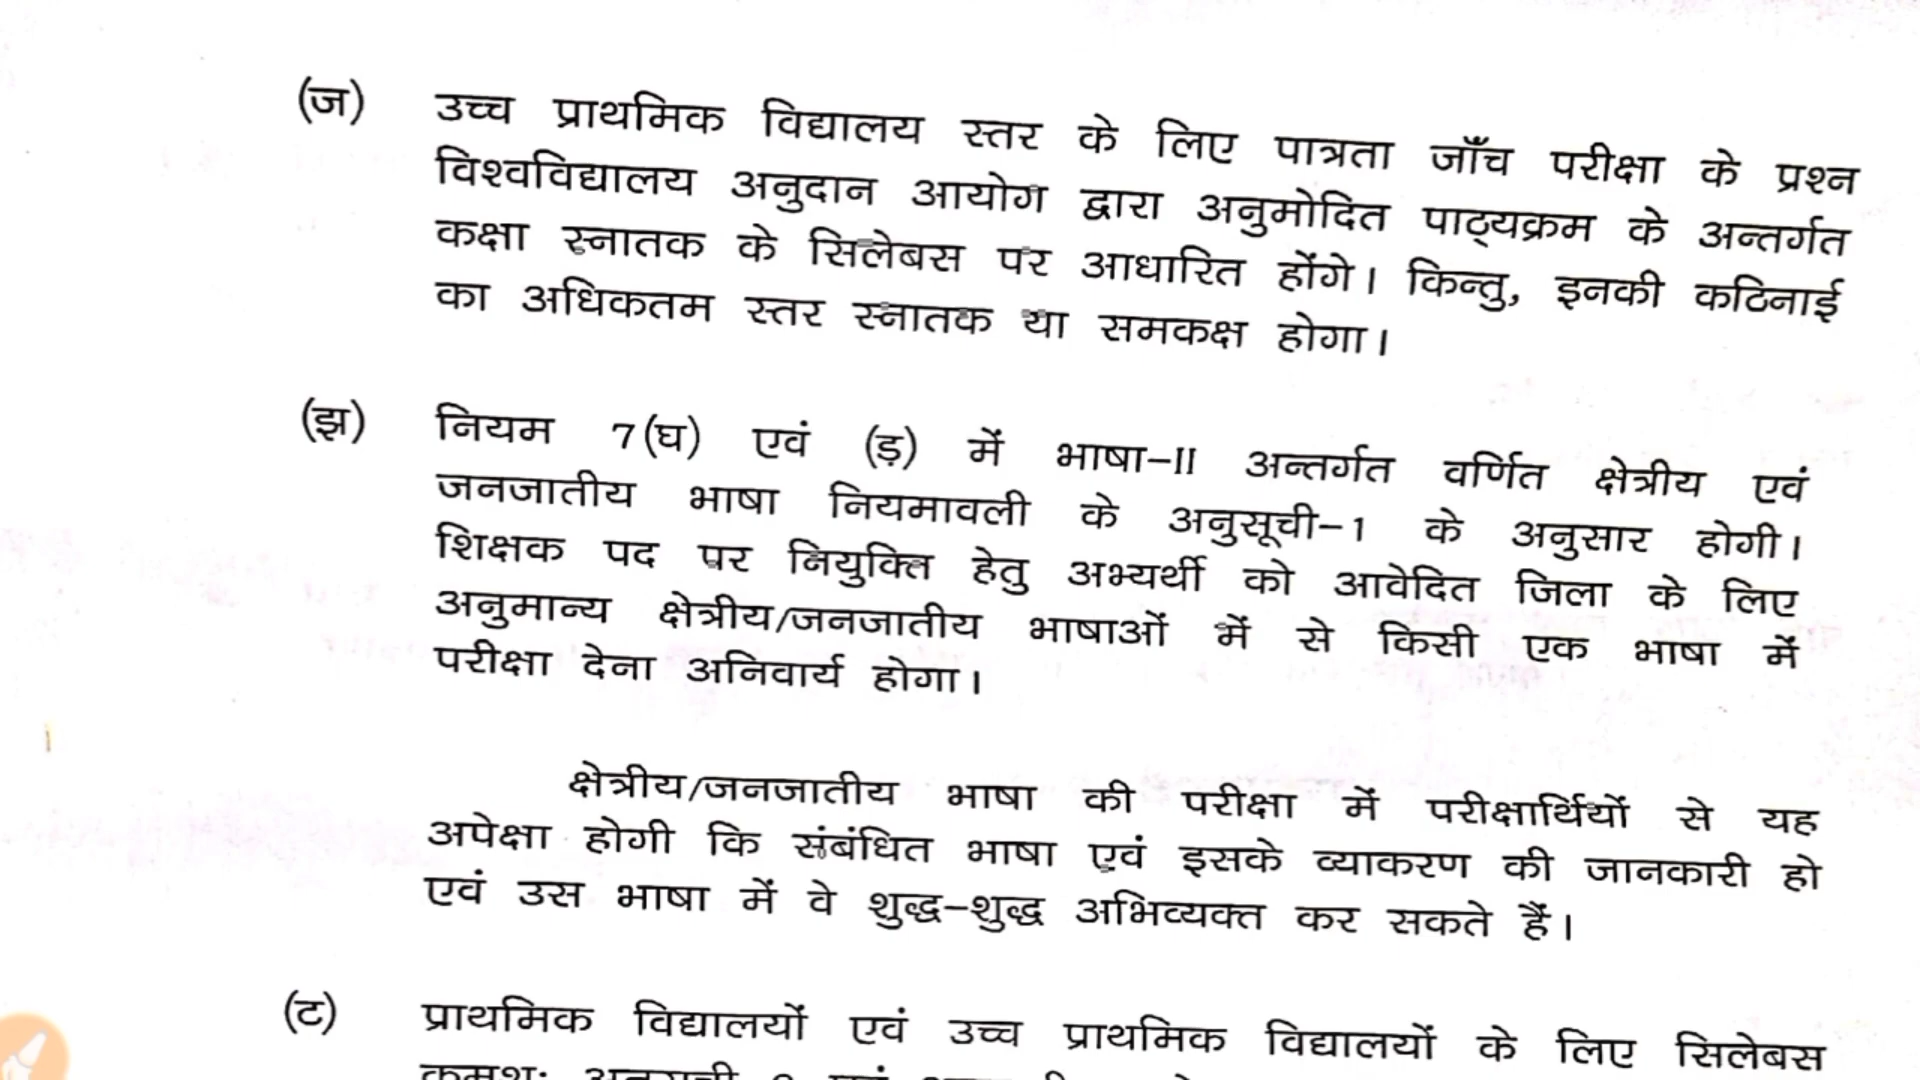 (ज) उच्च प्राथमिक विद्यालय स्तर के लिए पात्रता जाँच परीक्षा के प्रश्न
विश्वविद्यालय अनुदान आयोग द्वारा अनुमोदित पाठ्यक्रम के अन्तर्गत
कक्षा स्नातक के सिलेबस पर आधारित होंगे। किन्तु, इनकी कठिनाई
का अधिकतम स्तर स्नातक या समकक्ष होगा।
(झ) नियम 7(घ) एवं (ड़) में भाषा-II अन्तर्गत वर्णित क्षेत्रीय एवं
जनजातीय भाषा नियमावली के अनुसूची-1 के अनुसार होगी।
शिक्षक पद पर नियुक्ति हेतु अभ्यर्थी को आवेदित जिला के लिए
अनुमान्य क्षेत्रीय/जनजातीय भाषाओं में से किसी एक भाषा में
परीक्षा देना अनिवार्य होगा।
क्षेत्रीय/जनजातीय भाषा की परीक्षा में परीक्षार्थियों से यह
अपेक्षा होगी कि संबंधित भाषा एवं इसके व्याकरण की जानकारी हो
एवं उस भाषा में वे शुद्ध-शुद्ध अभिव्यक्त कर सकते हैं।
(ट) प्राथमिक विद्यालयों एवं उच्च प्राथमिक विद्यालयों के लिए सिलेबस
क्रमशः